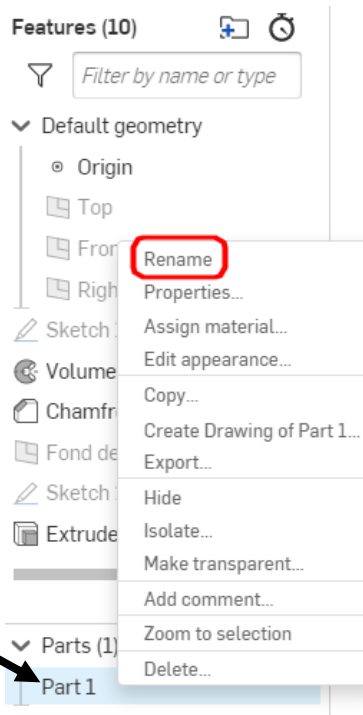 Features (10)
Filter by name or type
Default geometry
Origin
Top
Fron
Righ
Sketch
Volume
Chamfr
Fond de
Sketch
Extrude
Parts (1)
Part 1
Rename
Properties...
Assign material...
Edit appearance...
Copy...
Create Drawing of Part 1...
Export...
Hide
Isolate...
Make transparent...
Add comment...
Zoom to selection
Delete...